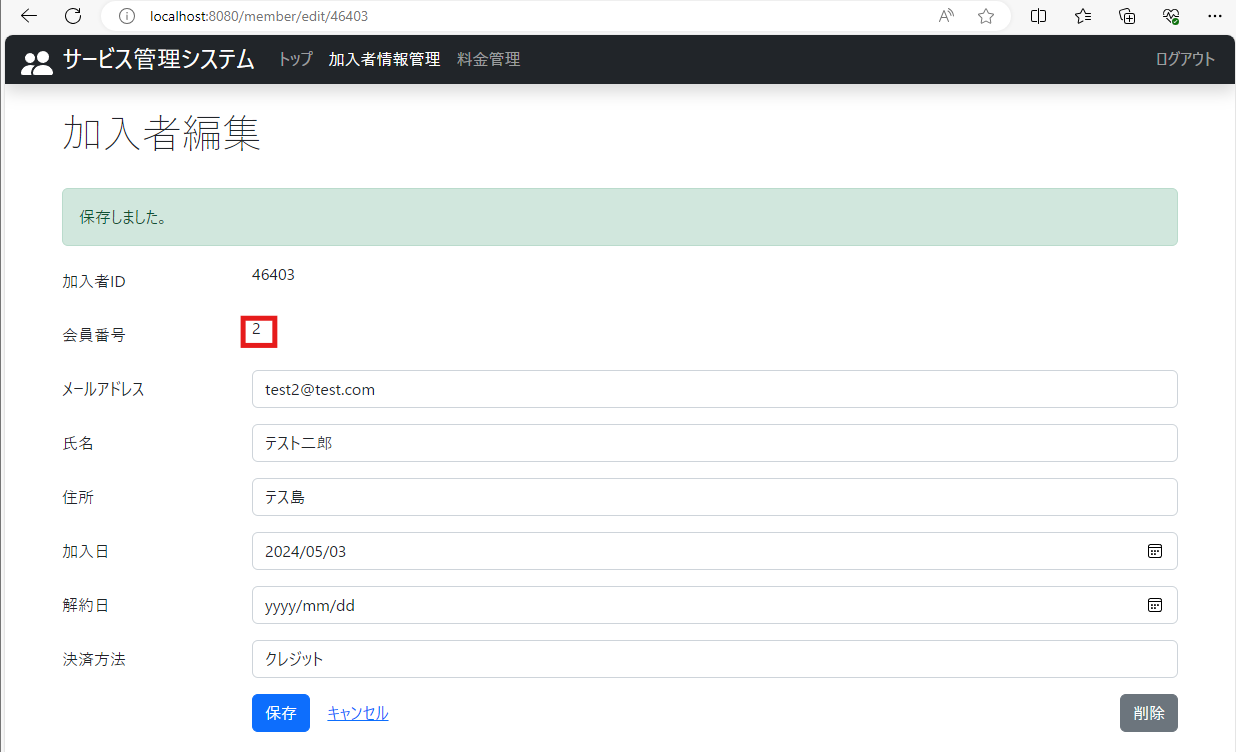 localhost:8080/member/edit/46403
サービス管理システム トップ 加入者情報管理 料金管理 ログアウト
加入者編集
保存しました。
加入者ID 46403
会員番号 2
メールアドレス test2@test.com
氏名 テスト二郎
住所 テス島
加入日 2024/05/03
解約日 yyyy/mm/dd
決済方法 クレジット
保存 キャンセル 削除